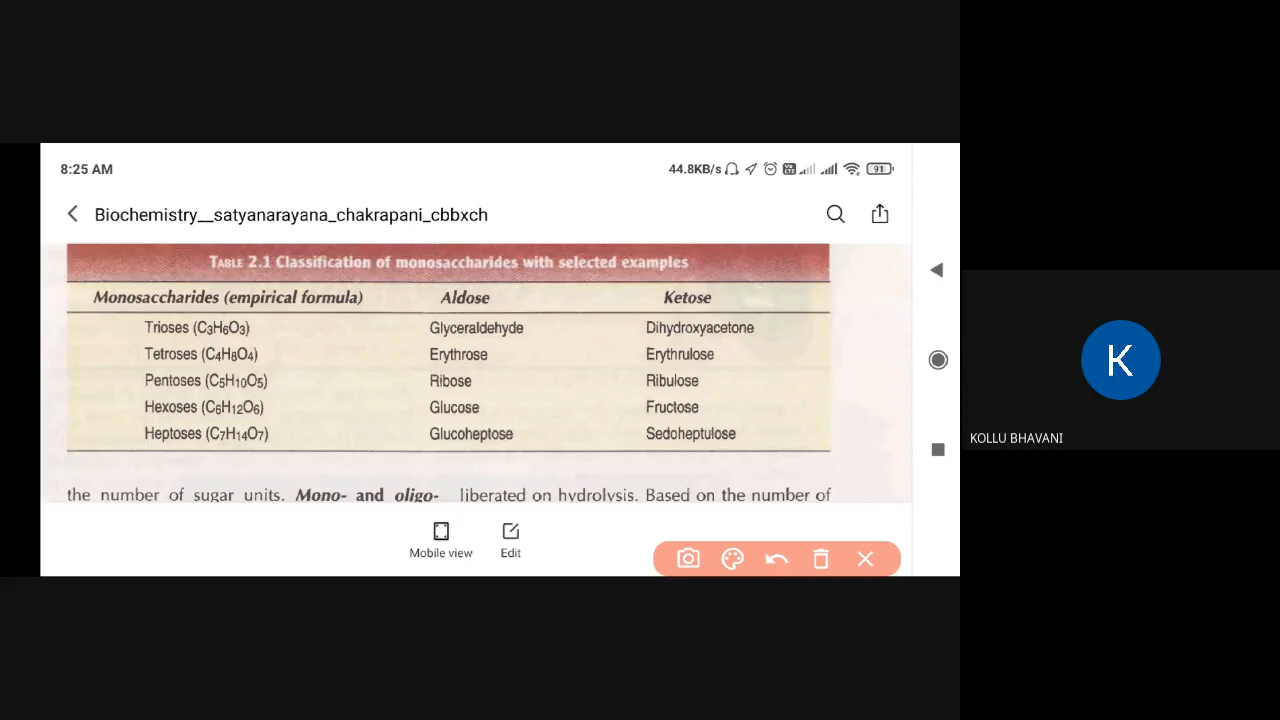 8:25 AM 44.8KB/s 91
Biochemistry__satyanarayana_chakrapani_cbbxch
TABLE 2.1 Classification of monosaccharides with selected examples
Monosaccharides (empirical formula) Aldose Ketose
Trioses (C3H6O3) Glyceraldehyde Dihydroxyacetone
Tetroses (C4H8O4) Erythrose Erythrulose
Pentoses (C5H10O5) Ribose Ribulose
Hexoses (C6H12O6) Glucose Fructose
Heptoses (C7H14O7) Glucoheptose Sedoheptulose
the number of sugar units. Mono- and oligo- liberated on hydrolysis. Based on the number of
Mobile view Edit
K
KOLLU BHAVANI